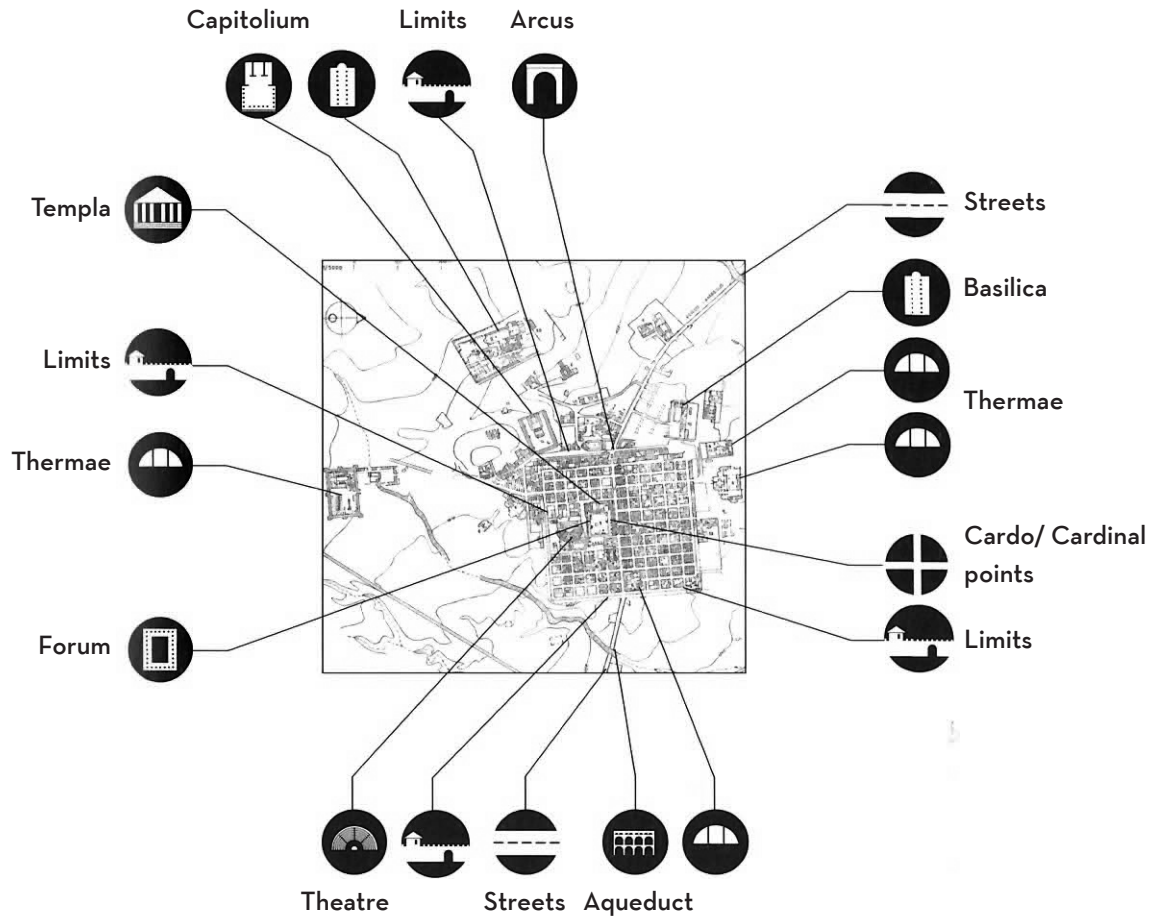 Capitolium
Limits
Arcus
Templa
Streets
Basilica
Limits
Thermae
Thermae
Cardo/ Cardinal
points
Forum
Limits
Theatre
Streets
Aqueduct